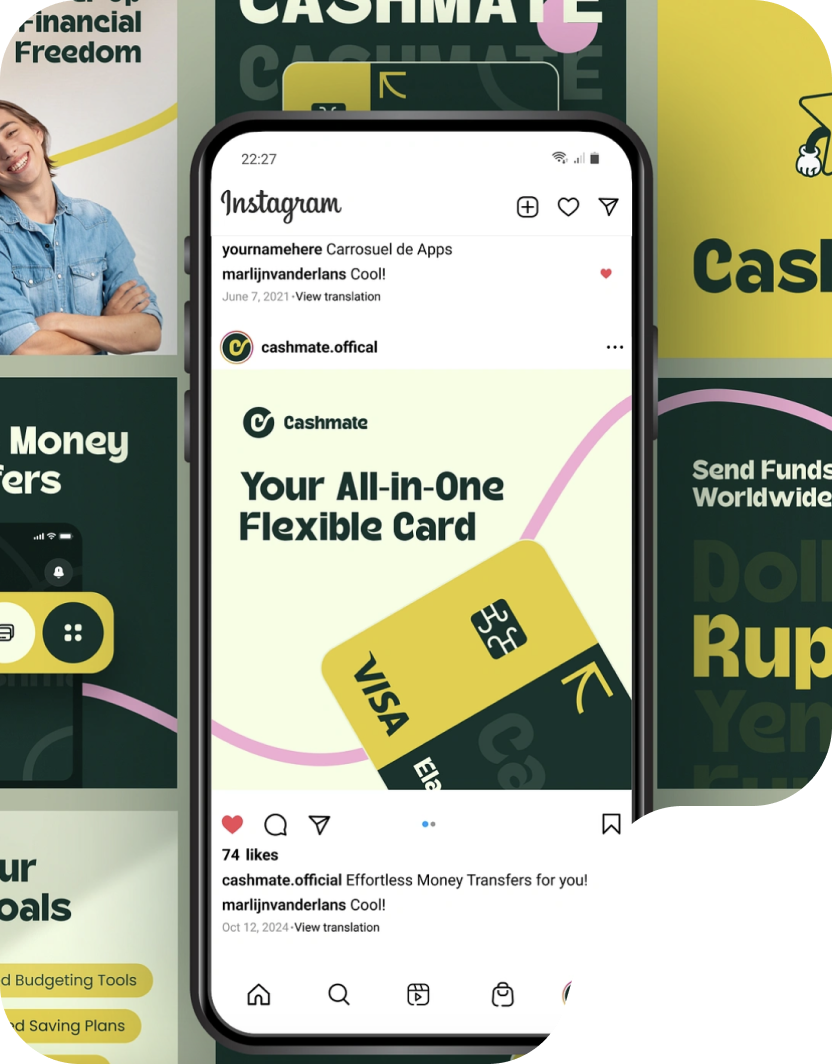 Financial
Freedom
CASHMATE
CASHMATE
22:27
Instagram
yournamehere Carrosuel de Apps
marlijnvanderlans Cool!
June 7, 2021·View translation
cashmate.offical
...
Cashmate
Your All-in-One
Flexible Card
VISA
Ela
Ca
74 likes
cashmate.official Effortless Money Transfers for you!
marlijnvanderlans Cool!
Oct 12, 2024·View translation
Money
fers
ur
oals
d Budgeting Tools
ed Saving Plans
Cash
Send Funds
Worldwide
Doll
Rup
Yen